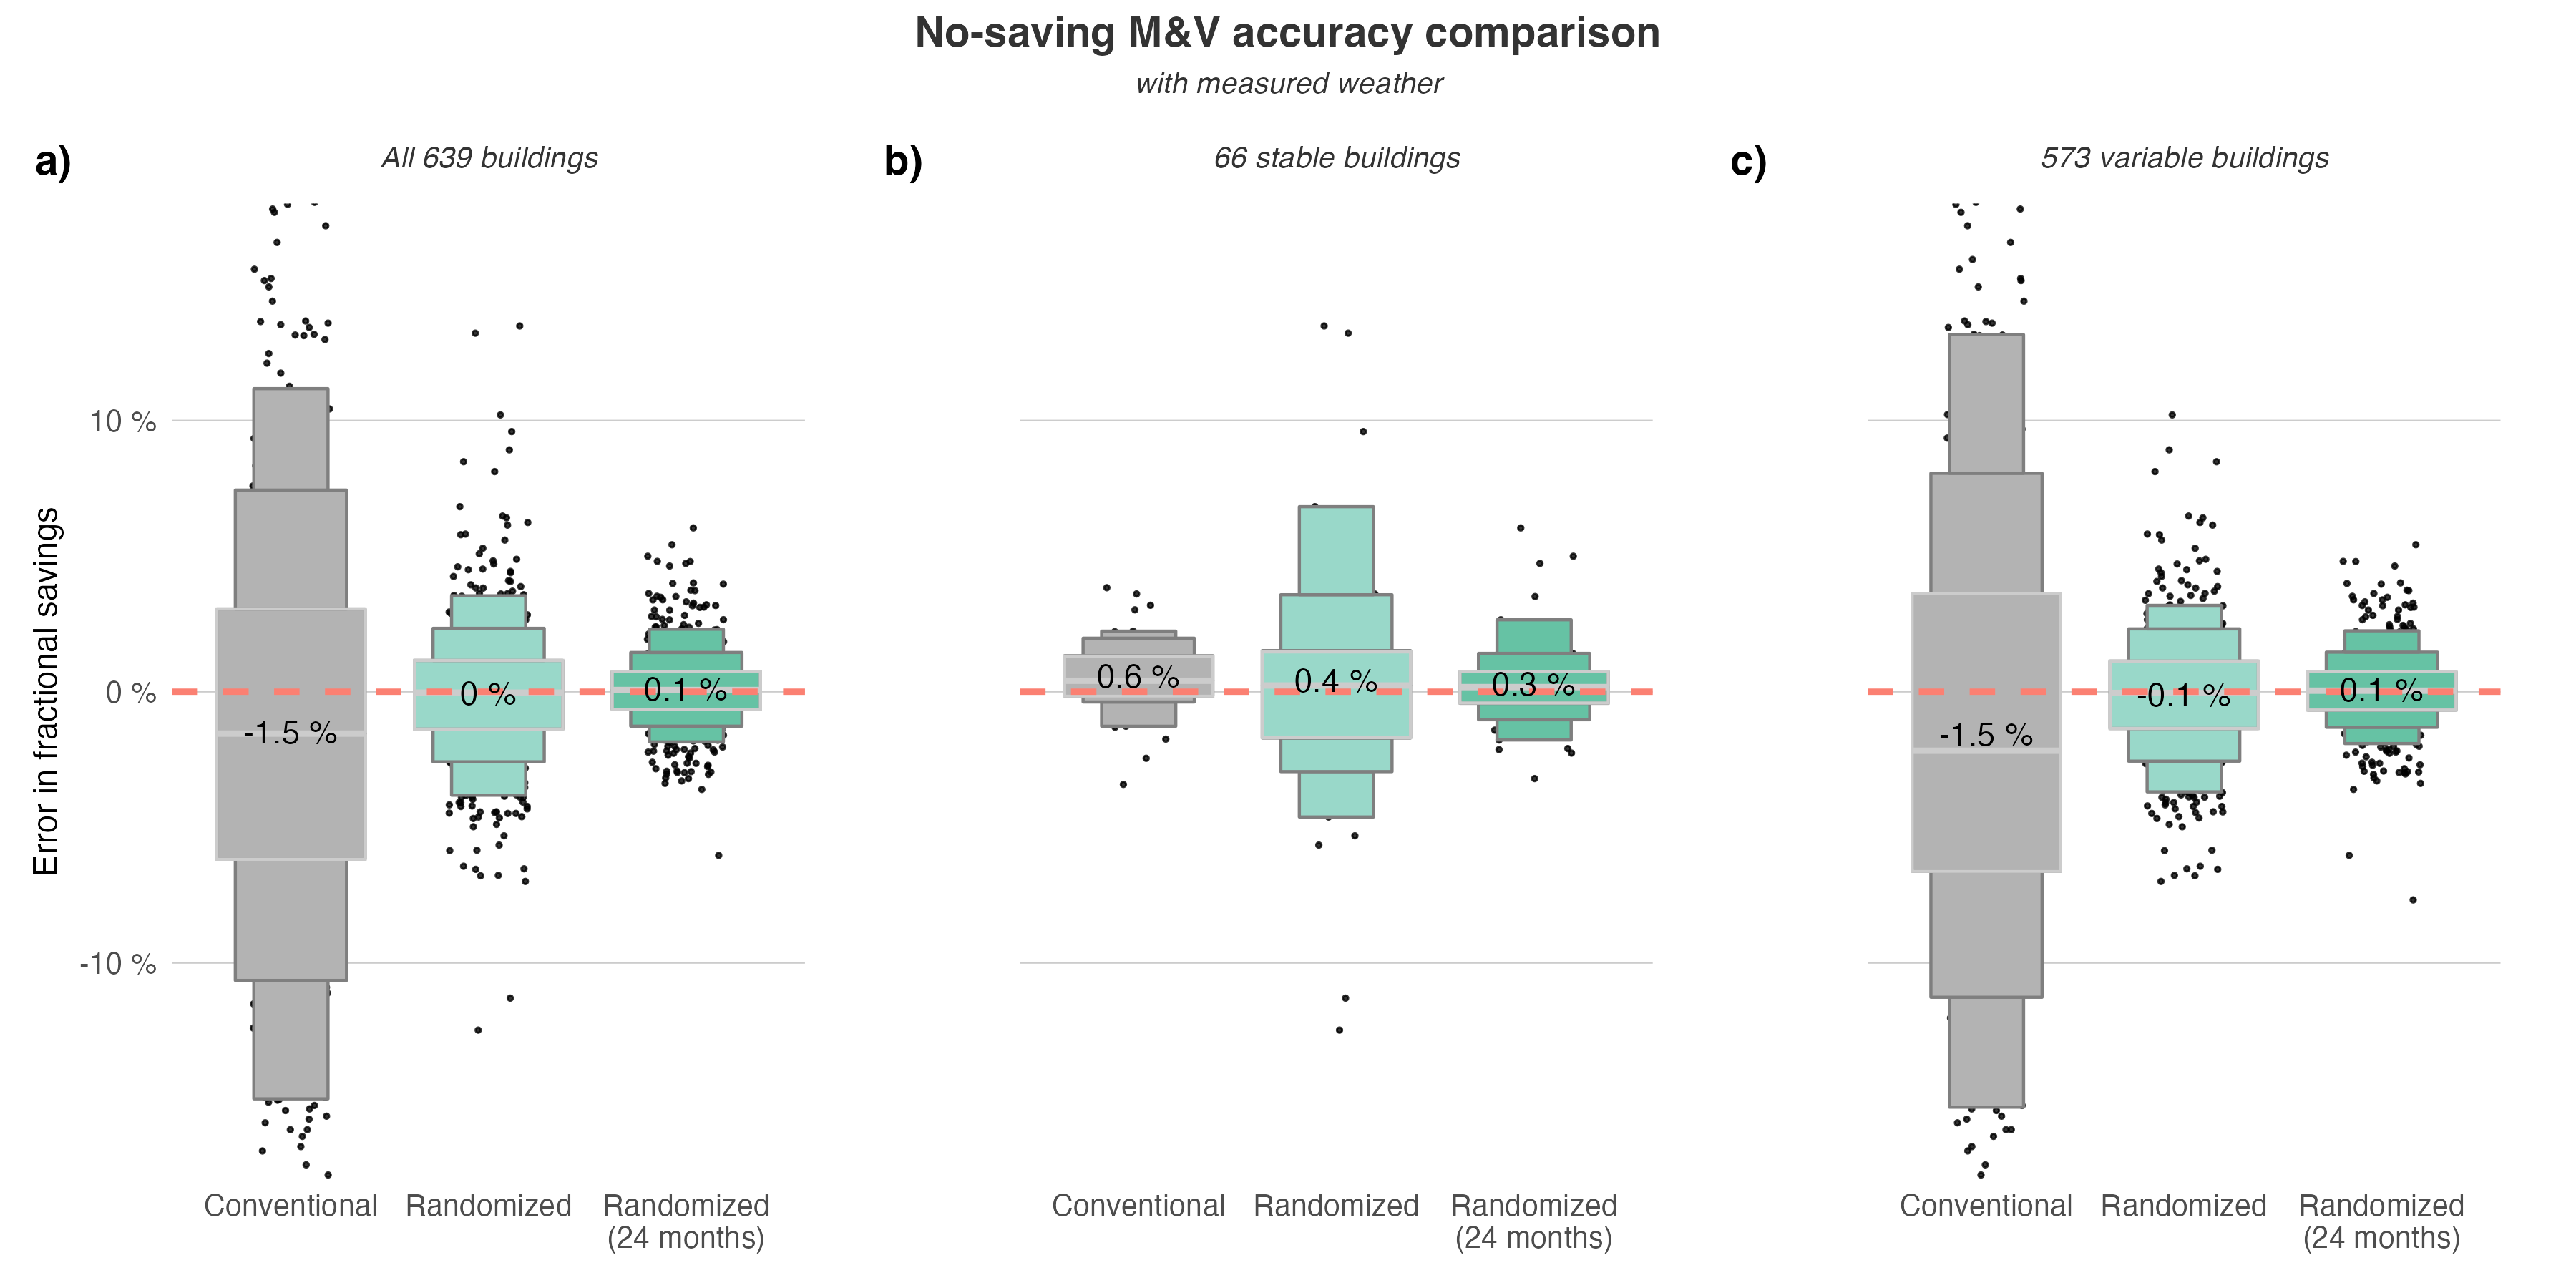 No-saving M&V accuracy comparison
with measured weather
a)
All 639 buildings
b)
66 stable buildings
c)
573 variable buildings
Error in fractional savings
10 %
0 %
-10 %
-1.5 %
0 %
0.1 %
0.6 %
0.4 %
0.3 %
-1.5 %
-0.1 %
0.1 %
Conventional
Randomized
Randomized
(24 months)
Conventional
Randomized
Randomized
(24 months)
Conventional
Randomized
Randomized
(24 months)